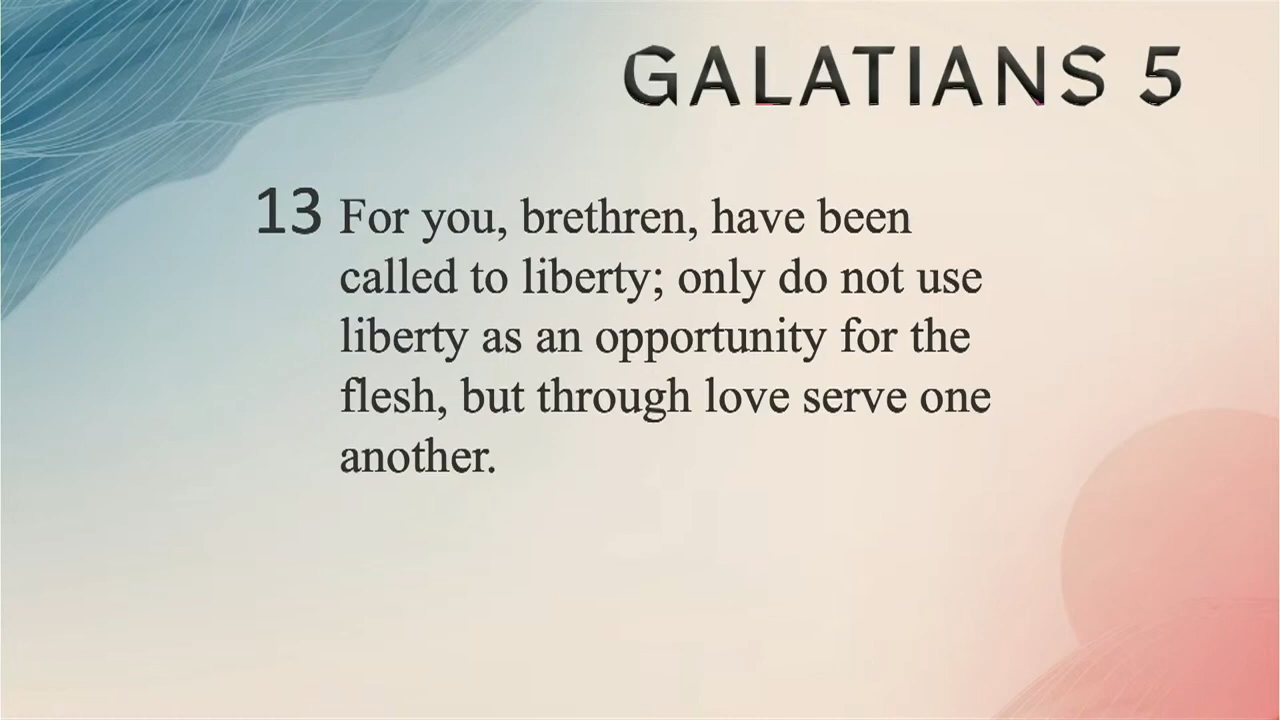 GALATIANS 5
13 For you, brethren, have been
called to liberty; only do not use
liberty as an opportunity for the
flesh, but through love serve one
another.